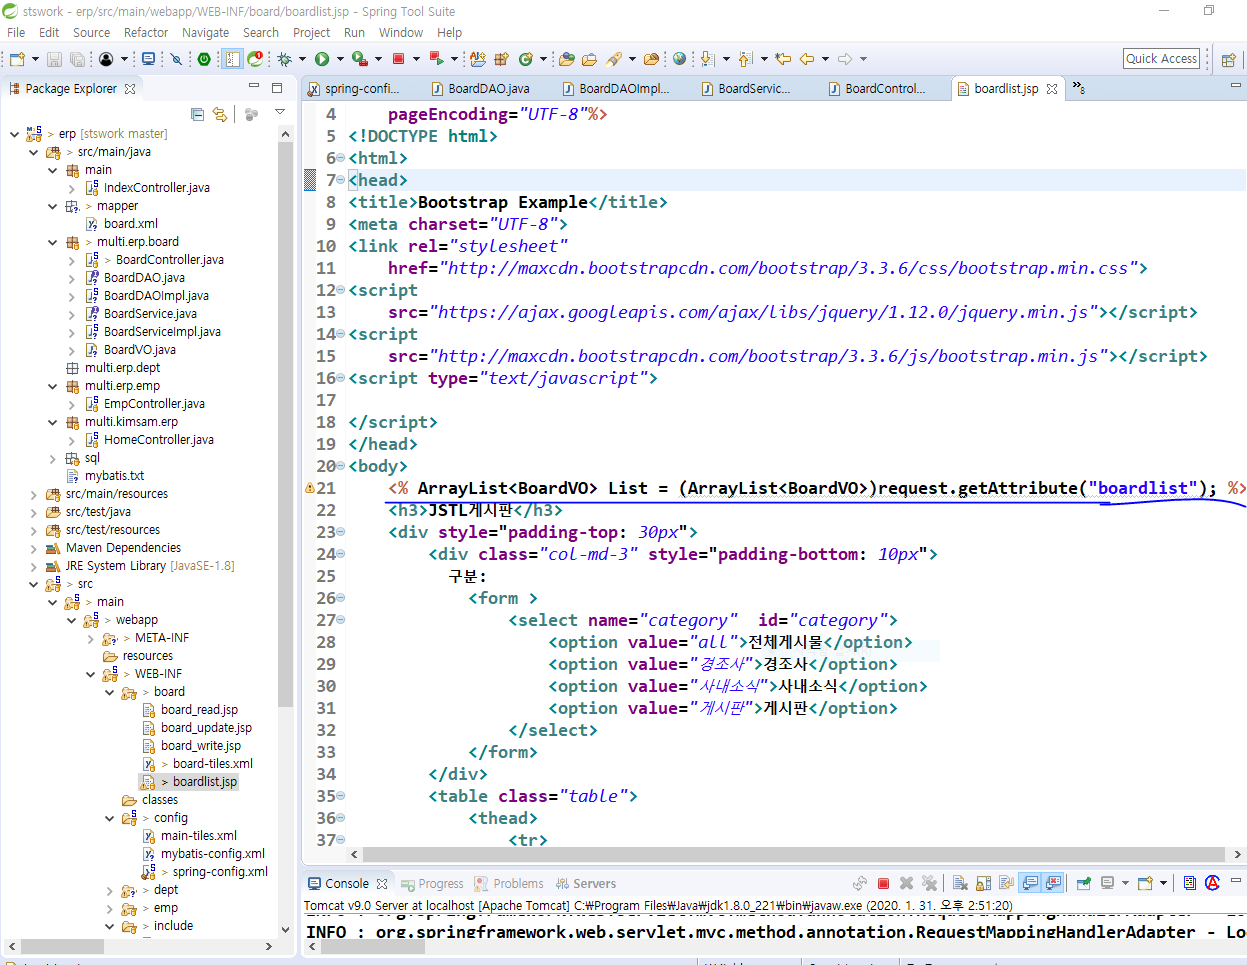 stswork - erp/src/main/webapp/WEB-INF/board/boardlist.jsp - Spring Tool Suite
File Edit Source Refactor Navigate Search Project Run Window Help
Quick Access
Package Explorer
spring-confi... BoardDAO.java BoardDAOImpl... BoardServic... BoardControl... boardlist.jsp »8
> erp [stswork master]
> src/main/java
main
IndexController.java
> mapper
board.xml
> multi.erp.board
> BoardController.java
BoardDAO.java
BoardDAOImpl.java
BoardService.java
BoardServiceImpl.java
BoardVO.java
multi.erp.dept
multi.erp.emp
EmpController.java
multi.kimsam.erp
HomeController.java
sql
mybatis.txt
src/main/resources
src/test/java
src/test/resources
Maven Dependencies
JRE System Library [JavaSE-1.8]
> src
> main
> webapp
> META-INF
resources
> WEB-INF
> board
board_read.jsp
board_update.jsp
board_write.jsp
> board-tiles.xml
> boardlist.jsp
classes
> config
main-tiles.xml
mybatis-config.xml
> spring-config.xml
> dept
> emp
> include
4 pageEncoding="UTF-8"%>
5 <!DOCTYPE html>
6 <html>
7 <head>
8 <title>Bootstrap Example</title>
9 <meta charset="UTF-8">
10 <link rel="stylesheet"
11 href="http://maxcdn.bootstrapcdn.com/bootstrap/3.3.6/css/bootstrap.min.css">
12 <script
13 src="https://ajax.googleapis.com/ajax/libs/jquery/1.12.0/jquery.min.js"></script>
14 <script
15 src="http://maxcdn.bootstrapcdn.com/bootstrap/3.3.6/js/bootstrap.min.js"></script>
16 <script type="text/javascript">
17
18 </script>
19 </head>
20 <body>
21 <% ArrayList<BoardVO> List = (ArrayList<BoardVO>)request.getAttribute("boardlist"); %>
22 <h3>JSTL게시판</h3>
23 <div style="padding-top: 30px">
24 <div class="col-md-3" style="padding-bottom: 10px">
25 구분:
26 <form >
27 <select name="category" id="category">
28 <option value="all">전체게시물</option>
29 <option value="경조사">경조사</option>
30 <option value="사내소식">사내소식</option>
31 <option value="게시판">게시판</option>
32 </select>
33 </form>
34 </div>
35 <table class="table">
36 <thead>
37 <tr>
Console Progress Problems Servers
Tomcat v9.0 Server at localhost [Apache Tomcat] C:₩Program Files₩Java₩jdk1.8.0_221₩bin₩javaw.exe (2020. 1. 31. 오후 2:51:20)
INFO : org.springframework.web.servlet.mvc.method.annotation.RequestMappingHandlerAdapter - Lo